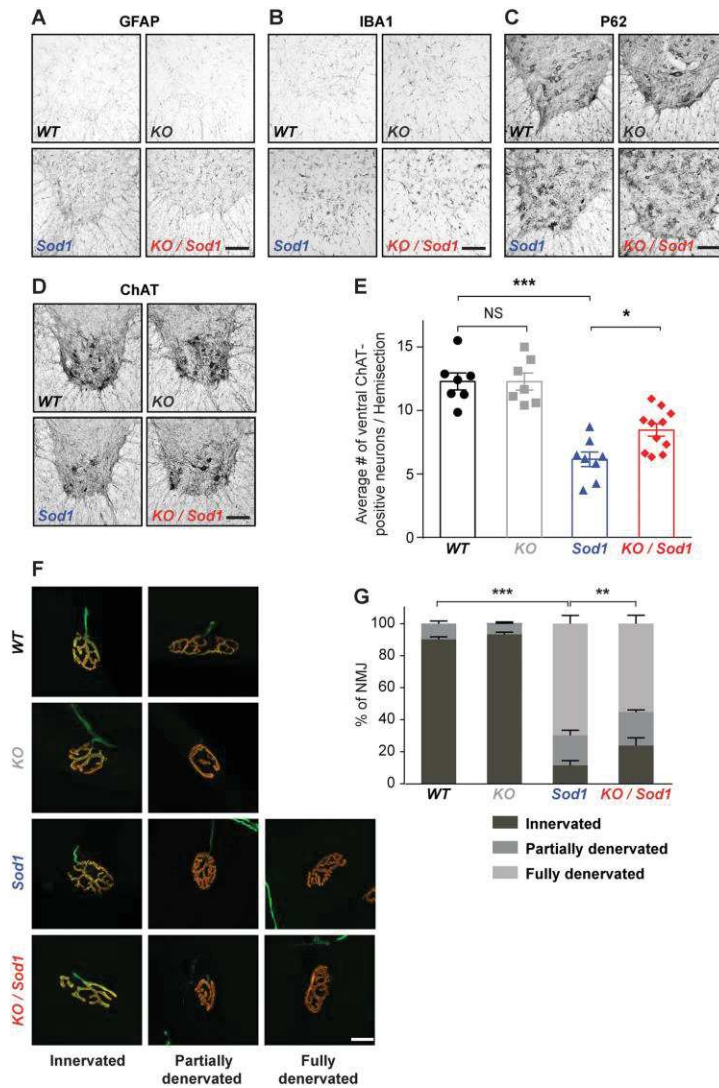 A
GFAP
WT
KO
Sod1
KO / Sod1
B
IBA1
WT
KO
Sod1
KO / Sod1
C
P62
WT
KO
Sod1
KO / Sod1
D
ChAT
WT
KO
Sod1
KO / Sod1
E
Average # of ventral ChAT-
positive neurons / Hemisection
15
10
5
0
***
NS
*
WT
KO
Sod1
KO / Sod1
F
WT
KO
Sod1
KO / Sod1
Innervated
Partially
denervated
Fully
denervated
G
% of NMJ
100
80
60
40
20
0
***
**
WT
KO
Sod1
KO / Sod1
Innervated
Partially denervated
Fully denervated